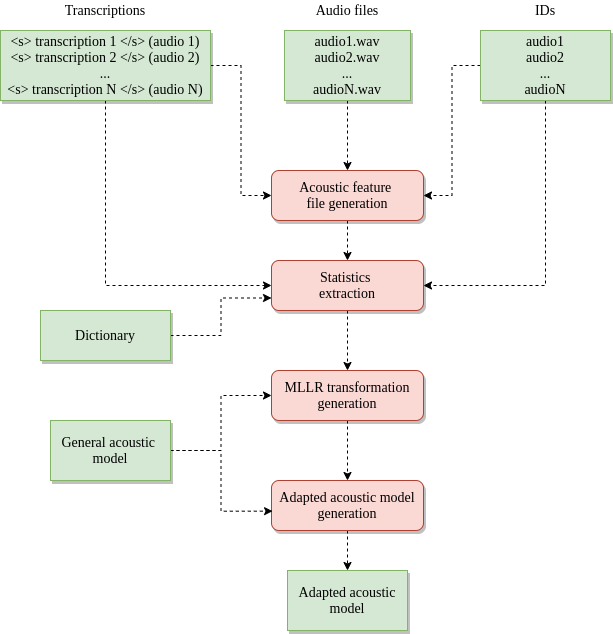 Transcriptions
Audio files
IDs
<s> transcription 1 </s> (audio 1)
<s> transcription 2 </s> (audio 2)
...
<s> transcription N </s> (audio N)
audio1.wav
audio2.wav
...
audioN.wav
audio1
audio2
...
audioN
Acoustic feature
file generation
Statistics
extraction
Dictionary
MLLR transformation
generation
General acoustic
model
Adapted acoustic model
generation
Adapted acoustic
model